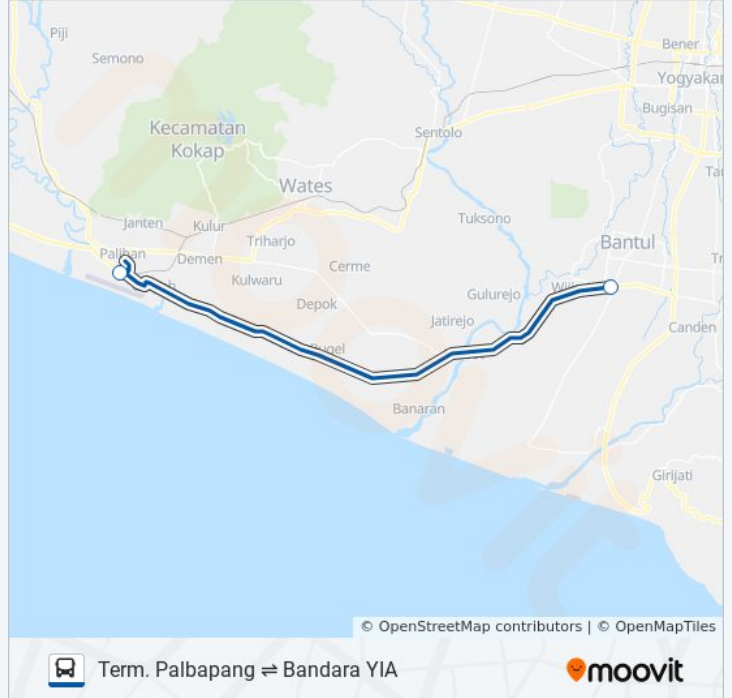 Piji
Semono
Bener
Yogyakar
Bugisan
Kecamatan
Kokap
Sentolo
Wates
Tuksono
Janten
Kulur
Triharjo
Bantul
Palihan
Demen
Cerme
Kulwaru
Gulurejo
Depok
Jatirejo
Canden
Bugel
Banaran
Girijati
© OpenStreetMap contributors | © OpenMapTiles
Term. Palbapang ⇌ Bandara YIA
moovit